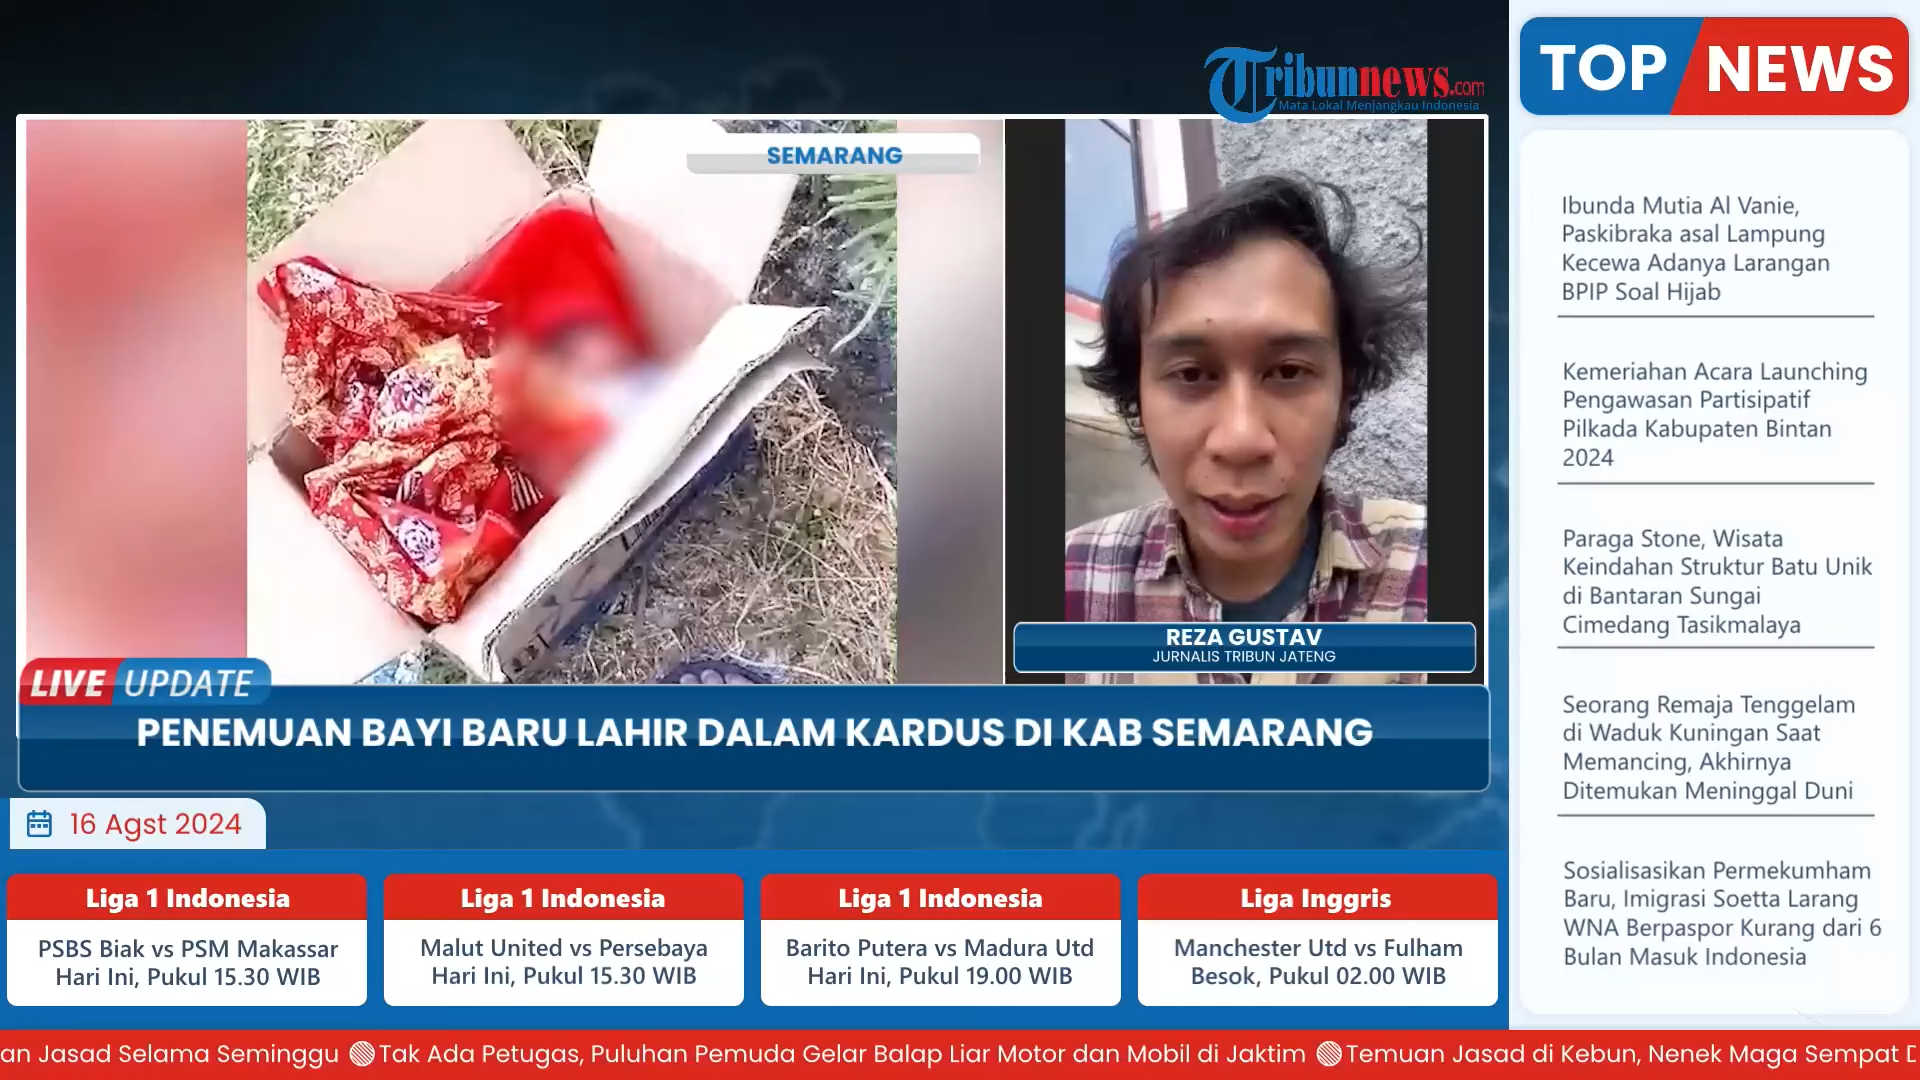 Tribunnews.com
Mata Lokal Menjangkau Indonesia
SEMARANG
REZA GUSTAV
JURNALIS TRIBUN JATENG
LIVE UPDATE
PENEMUAN BAYI BARU LAHIR DALAM KARDUS DI KAB SEMARANG
16 Agst 2024
Liga 1 Indonesia
PSBS Biak vs PSM Makassar
Hari Ini, Pukul 15.30 WIB
Liga 1 Indonesia
Malut United vs Persebaya
Hari Ini, Pukul 15.30 WIB
Liga 1 Indonesia
Barito Putera vs Madura Utd
Hari Ini, Pukul 19.00 WIB
Liga Inggris
Manchester Utd vs Fulham
Besok, Pukul 02.00 WIB
TOP NEWS
Ibunda Mutia Al Vanie,
Paskibraka asal Lampung
Kecewa Adanya Larangan
BPIP Soal Hijab
Kemeriahan Acara Launching
Pengawasan Partisipatif
Pilkada Kabupaten Bintan
2024
Paraga Stone, Wisata
Keindahan Struktur Batu Unik
di Bantaran Sungai
Cimedang Tasikmalaya
Seorang Remaja Tenggelam
di Waduk Kuningan Saat
Memancing, Akhirnya
Ditemukan Meninggal Duni
Sosialisasikan Permekumham
Baru, Imigrasi Soetta Larang
WNA Berpaspor Kurang dari 6
Bulan Masuk Indonesia
an Jasad Selama Seminggu Tak Ada Petugas, Puluhan Pemuda Gelar Balap Liar Motor dan Mobil di Jaktim Temuan Jasad di Kebun, Nenek Maga Sempat